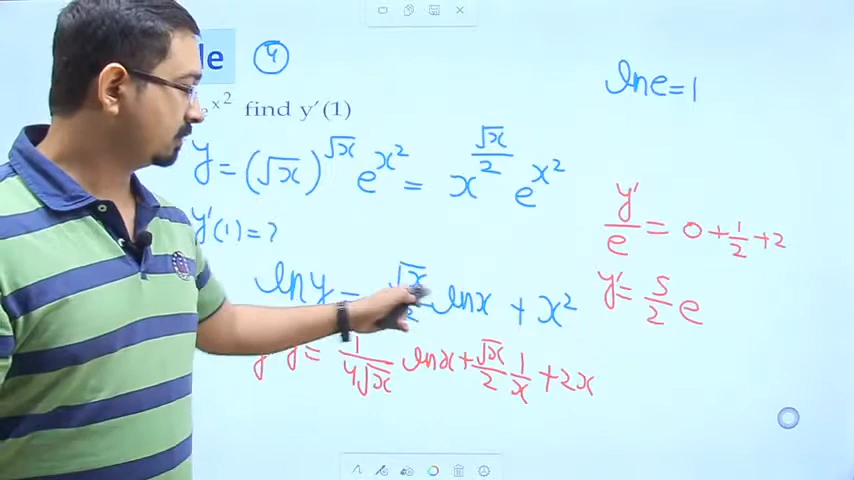 le ④
e^x² find y′(1)
ln e = 1
y = (√x)^√x e^x² = x^(√x/2) e^x²
y′(1) = ?
y′/e = 0 + 1/2 + 2
ln y = √x/2 ln x + x²
y′ = 5/2 e
y = 1/(4√x) ln x + √x/2 1/x + 2x